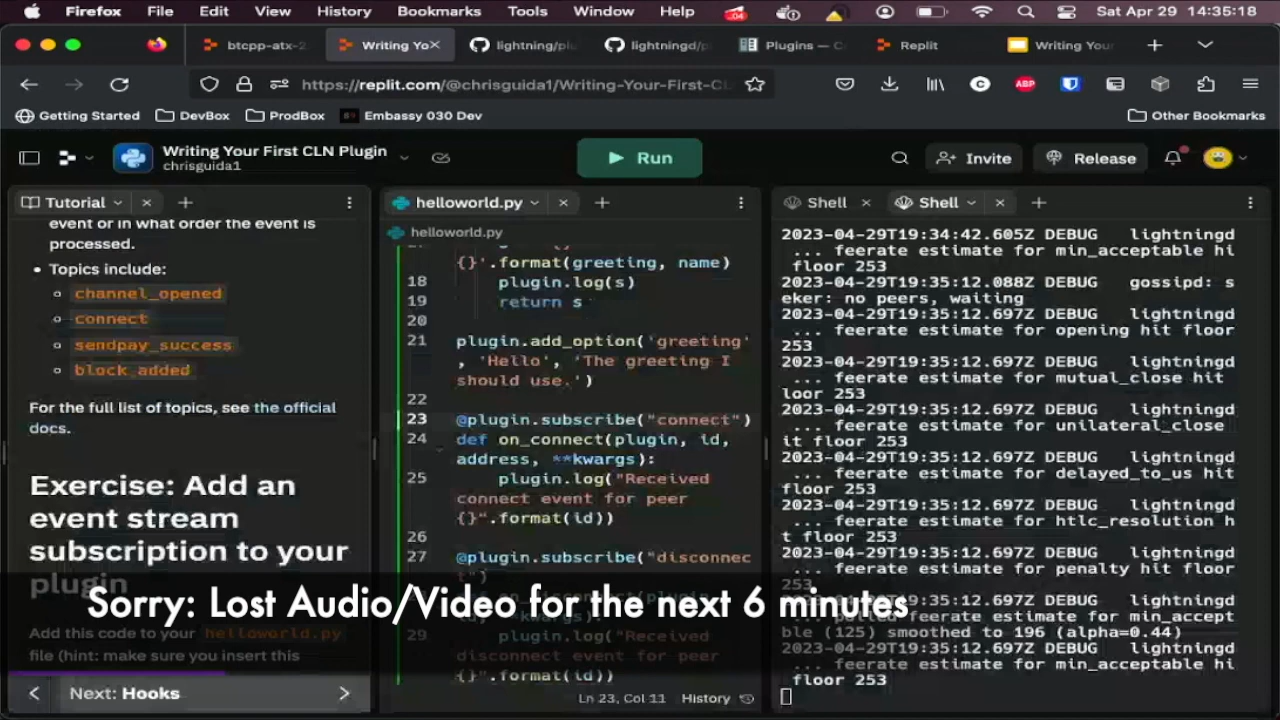 Firefox File Edit View History Bookmarks Tools Window Help Sat Apr 29 14:35:18
btcpp-atx-2 Writing Yo lightning/plu lightningd/p Plugins — C Replit Writing You
https://replit.com/@chrisguida1/Writing-Your-First-CL
Getting Started DevBox ProdBox Embassy 030 Dev Other Bookmarks
Writing Your First CLN Plugin
chrisguida1
Run
Invite
Release
Tutorial
event or in what order the event is
processed.
• Topics include:
channel_opened
connect
sendpay_success
block_added
For the full list of topics, see the official
docs.
Exercise: Add an
event stream
subscription to your
plugin
Add this code to your helloworld.py
file (hint: make sure you insert this
Next: Hooks
helloworld.py
helloworld.py
{}'.format(greeting, name)
18 plugin.log(s)
19 return s
20
21 plugin.add_option('greeting'
, 'Hello', 'The greeting I
should use.')
22
23 @plugin.subscribe("connect")
24 def on_connect(plugin, id,
address, **kwargs):
25 plugin.log("Received
connect event for peer
{}".format(id))
26
27 @plugin.subscribe("disconnec
t")
29 plugin.log("Received
disconnect event for peer
{}".format(id))
Ln 23, Col 11 History
Shell Shell
2023-04-29T19:34:42.605Z DEBUG lightningd
... feerate estimate for min_acceptable hi
floor 253
2023-04-29T19:35:12.088Z DEBUG gossipd: s
eker: no peers, waiting
2023-04-29T19:35:12.697Z DEBUG lightningd
... feerate estimate for opening hit floor
253
2023-04-29T19:35:12.697Z DEBUG lightningd
... feerate estimate for mutual_close hit
loor 253
2023-04-29T19:35:12.697Z DEBUG lightningd
... feerate estimate for unilateral_close
it floor 253
2023-04-29T19:35:12.697Z DEBUG lightningd
... feerate estimate for delayed_to_us hit
floor 253
2023-04-29T19:35:12.697Z DEBUG lightningd
... feerate estimate for htlc_resolution h
t floor 253
2023-04-29T19:35:12.697Z DEBUG lightningd
... feerate estimate for penalty hit floor
253
2023-04-29T19:35:12.697Z DEBUG lightningd
... polled feerate estimate for min_accept
ble (125) smoothed to 196 (alpha=0.44)
2023-04-29T19:35:12.697Z DEBUG lightningd
... feerate estimate for min_acceptable hi
floor 253
Sorry: Lost Audio/Video for the next 6 minutes